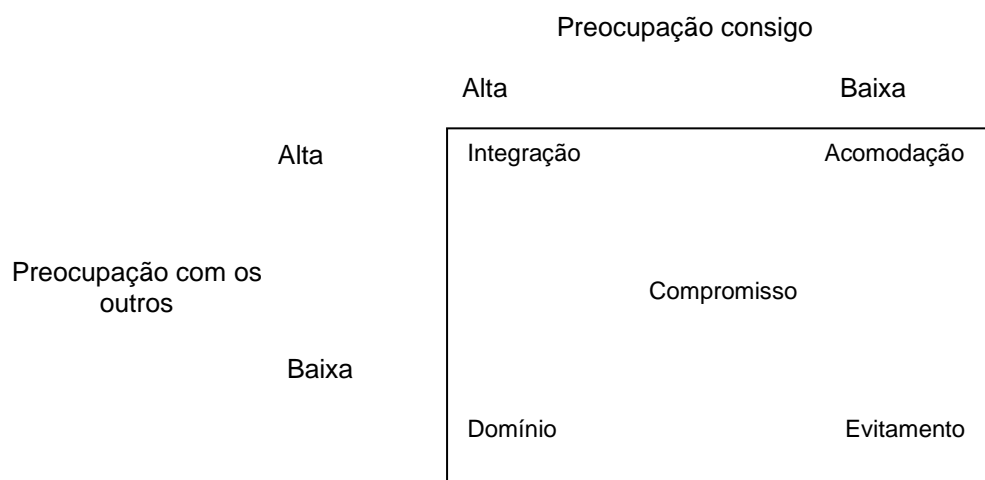 Preocupação consigo
Alta Baixa
Alta
Integração Acomodação
Preocupação com os
outros
Compromisso
Baixa
Domínio Evitamento